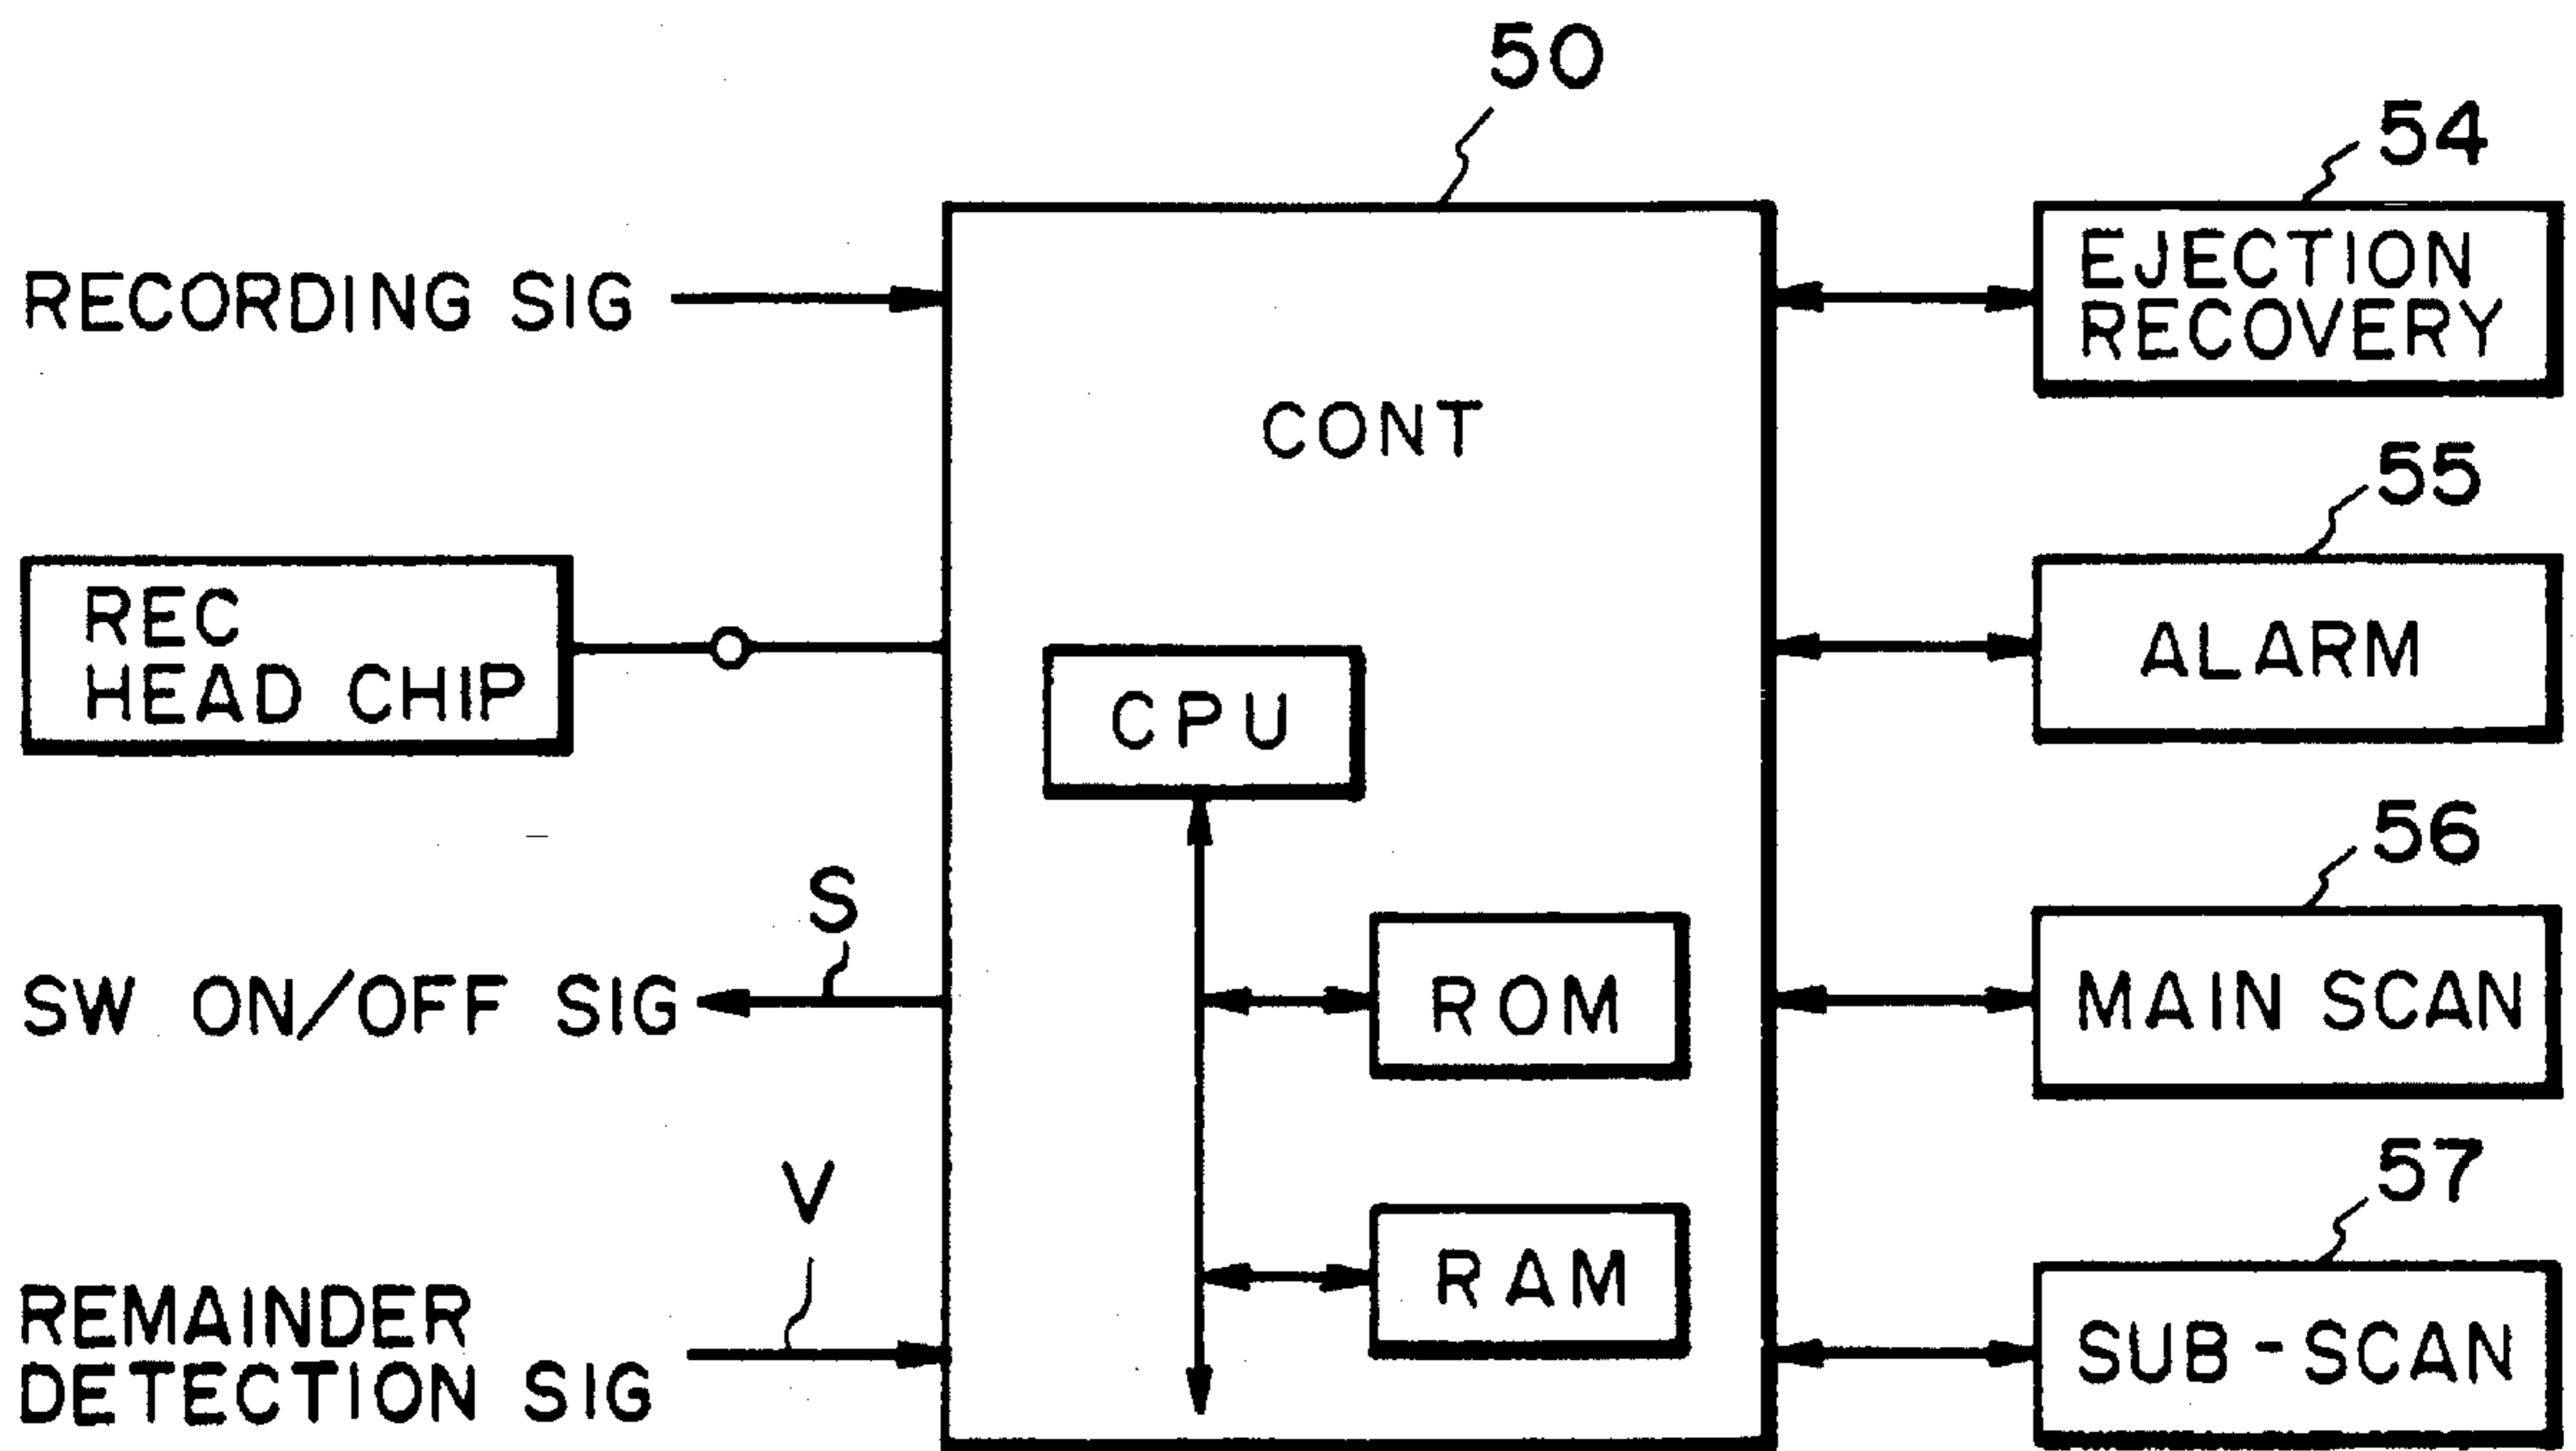 50
RECORDING SIG
CONT
54
EJECTION
RECOVERY
REC
HEAD CHIP
55
ALARM
CPU
S
SW ON/OFF SIG
ROM
56
MAIN SCAN
V
REMAINDER
DETECTION SIG
RAM
57
SUB-SCAN